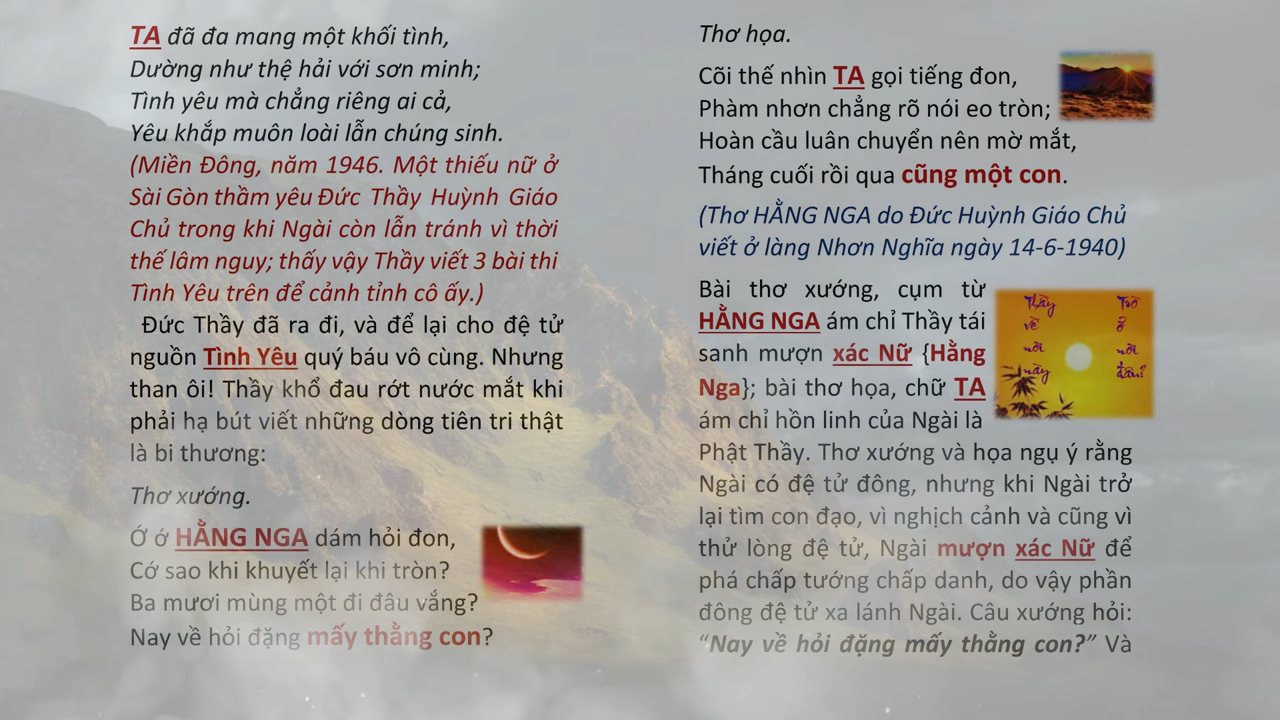 TA đã đa mang một khối tình,
Dường như thệ hải với sơn minh;
Tình yêu mà chẳng riêng ai cả,
Yêu khắp muôn loài lẫn chúng sinh.
(Miền Đông, năm 1946. Một thiếu nữ ở
Sài Gòn thầm yêu Đức Thầy Huỳnh Giáo
Chủ trong khi Ngài còn lẫn tránh vì thời
thế lâm nguy; thấy vậy Thầy viết 3 bài thi
Tình Yêu trên để cảnh tỉnh cô ấy.)
Đức Thầy đã ra đi, và để lại cho đệ tử
nguồn Tình Yêu quý báu vô cùng. Nhưng
than ôi! Thầy khổ đau rớt nước mắt khi
phải hạ bút viết những dòng tiên tri thật
là bi thương:
Thơ xướng.
Ớ ớ HẰNG NGA dám hỏi đon,
Cớ sao khi khuyết lại khi tròn?
Ba mươi mùng một đi đâu vắng?
Nay về hỏi đặng mấy thằng con?
Thơ họa.
Cõi thế nhìn TA gọi tiếng đon,
Phàm nhơn chẳng rõ nói eo tròn;
Hoàn cầu luân chuyển nên mờ mắt,
Tháng cuối rồi qua cũng một con.
(Thơ HẰNG NGA do Đức Huỳnh Giáo Chủ
viết ở làng Nhơn Nghĩa ngày 14-6-1940)
Bài thơ xướng, cụm từ
HẰNG NGA ám chỉ Thầy tái
sanh mượn xác Nữ {Hằng
Nga}; bài thơ họa, chữ TA
ám chỉ hồn linh của Ngài là
Phật Thầy. Thơ xướng và họa ngụ ý rằng
Ngài có đệ tử đông, nhưng khi Ngài trở
lại tìm con đạo, vì nghịch cảnh và cũng vì
thử lòng đệ tử, Ngài mượn xác Nữ để
phá chấp tướng chấp danh, do vậy phần
đông đệ tử xa lánh Ngài. Câu xướng hỏi:
“Nay về hỏi đặng mấy thằng con?” Và
Thầy
về
nơi
nầy
Trò
ở
nơi
đâu?